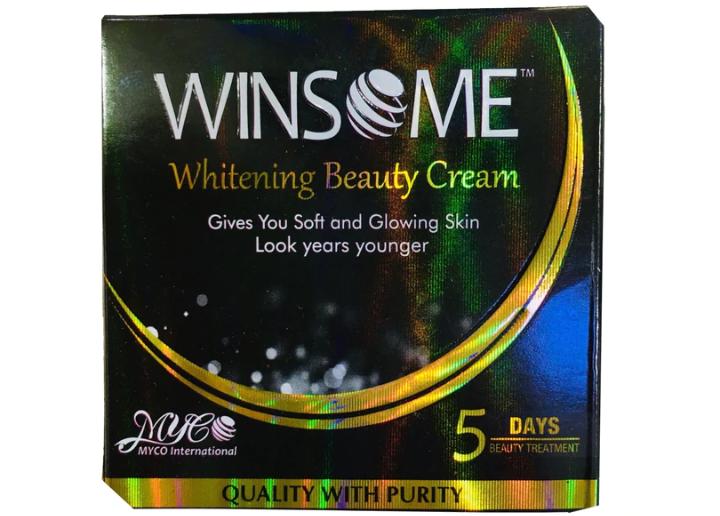 WINSOME™
Whitening Beauty Cream
Gives You Soft and Glowing Skin
Look years younger
MYCO
MYCO International
5 DAYS
BEAUTY TREATMENT
QUALITY WITH PURITY